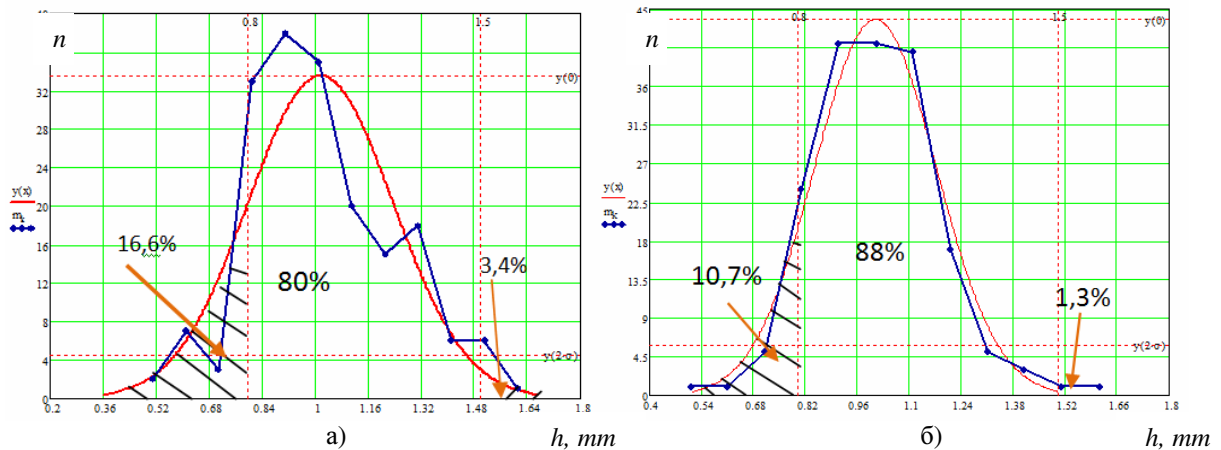 0.8 1.5
n
y(0)
32
28
24
20
y(x)
m
16
12
8
4
0
16,6%
80%
3,4%
y(2·σ)
0.2 0.36 0.52 0.68 0.84 1 1.16 1.32 1.48 1.64 1.8
а) h, mm
0.8 1.5
45
n
y(0)
36
31.5
27
22.5
y(x)
mk
18
13.5
9
4.5
0
10,7%
88%
1,3%
y(2·σ)
0.4 0.54 0.68 0.82 0.96 1.1 1.24 1.38 1.52 1.66 1.8
б) h, mm